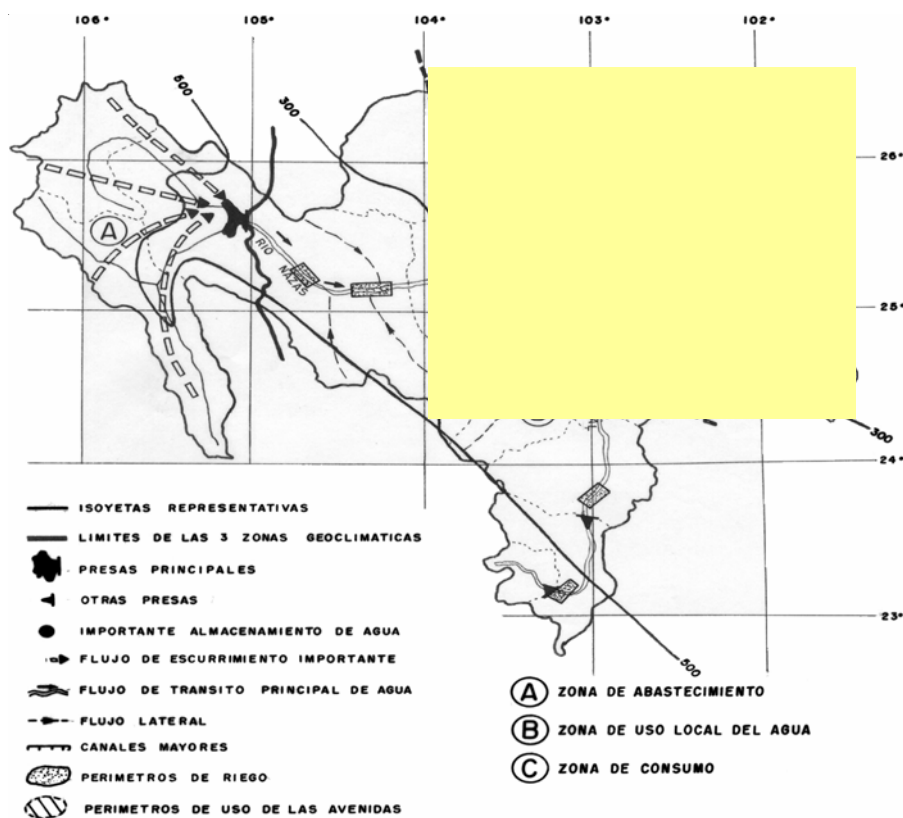 106° 105° 104° 103° 102°
500
300
26°
A
RIO
NAZAS
25°
300
24°
23°
500
ISOYETAS REPRESENTATIVAS
LIMITES DE LAS 3 ZONAS GEOCLIMATICAS
PRESAS PRINCIPALES
OTRAS PRESAS
IMPORTANTE ALMACENAMIENTO DE AGUA
FLUJO DE ESCURRIMIENTO IMPORTANTE
FLUJO DE TRANSITO PRINCIPAL DE AGUA
FLUJO LATERAL
CANALES MAYORES
PERIMETROS DE RIEGO
PERIMETROS DE USO DE LAS AVENIDAS
A ZONA DE ABASTECIMIENTO
B ZONA DE USO LOCAL DEL AGUA
C ZONA DE CONSUMO